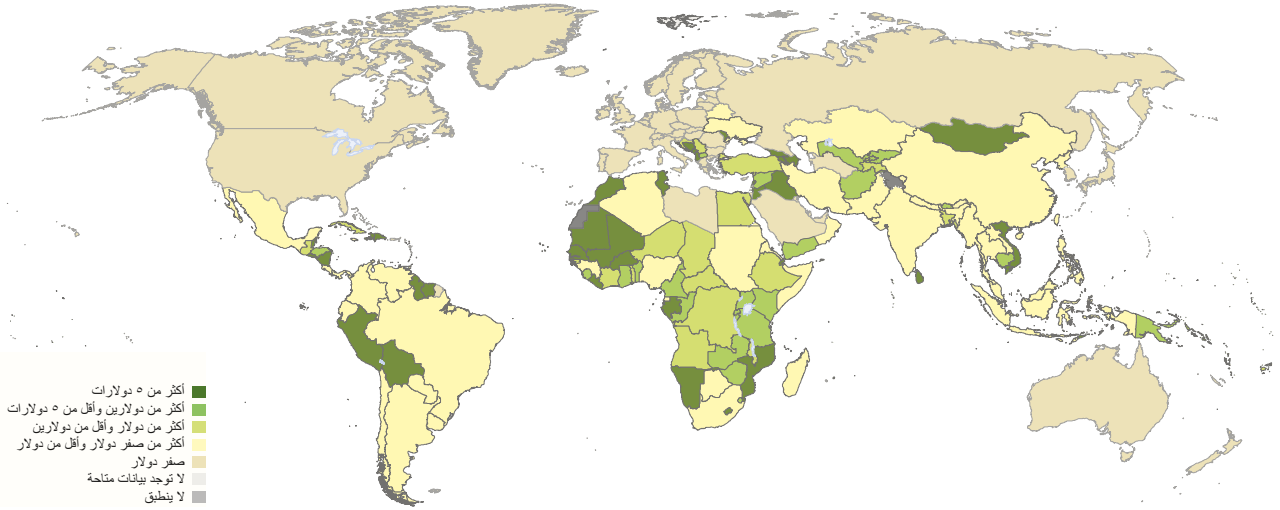 أكثر من ٥ دولارات
أكثر من دولارين وأقل من ٥ دولارات
أكثر من دولار وأقل من دولارين
أكثر من صفر دولار وأقل من دولار
صفر دولار
لا توجد بيانات متاحة
لا ينطبق